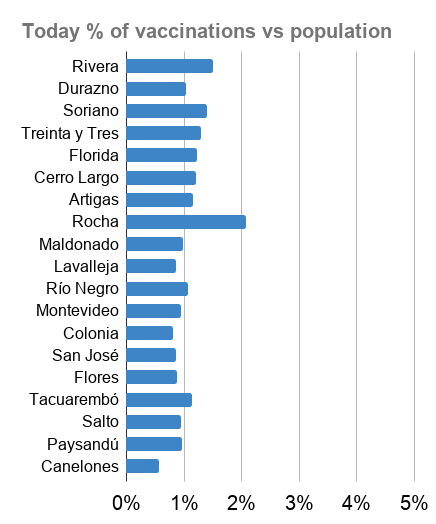 Today % of vaccinations vs population
Rivera
Durazno
Soriano
Treinta y Tres
Florida
Cerro Largo
Artigas
Rocha
Maldonado
Lavalleja
Río Negro
Montevideo
Colonia
San José
Flores
Tacuarembó
Salto
Paysandú
Canelones
0% 1% 2% 3% 4% 5%